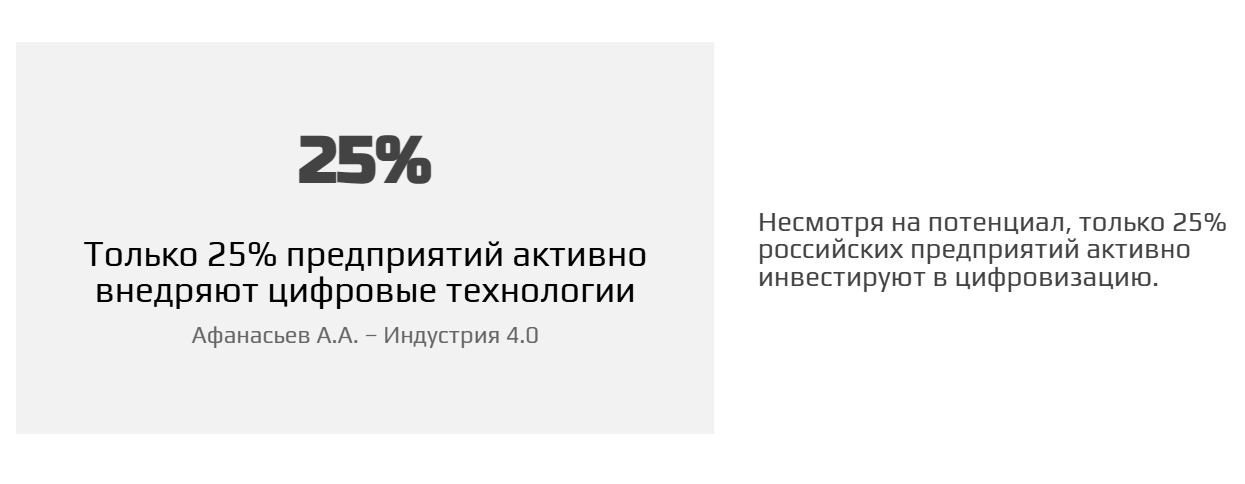 25%
Только 25% предприятий активно
внедряют цифровые технологии
Афанасьев А.А. – Индустрия 4.0
Несмотря на потенциал, только 25%
российских предприятий активно
инвестируют в цифровизацию.